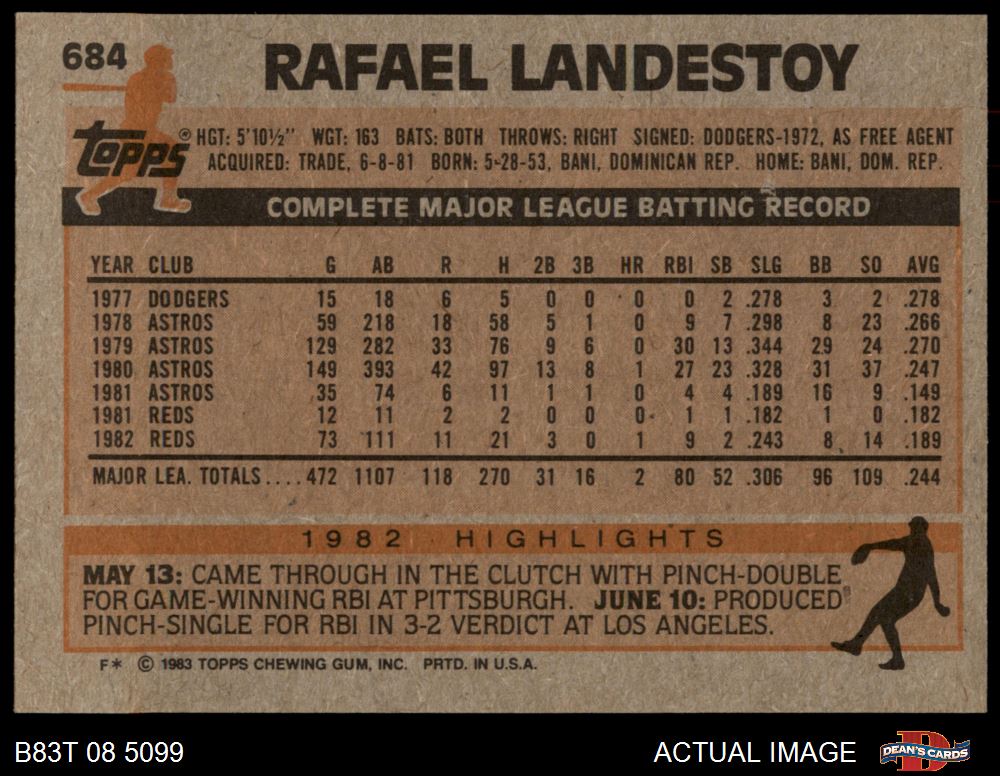 684
RAFAEL LANDESTOY
topps®
HGT: 5'10½" WGT: 163 BATS: BOTH THROWS: RIGHT SIGNED: DODGERS-1972, AS FREE AGENT
ACQUIRED: TRADE, 6-8-81 BORN: 5-28-53, BANI, DOMINICAN REP. HOME: BANI, DOM. REP.
COMPLETE MAJOR LEAGUE BATTING RECORD
YEAR CLUB G AB R H 2B 3B HR RBI SB SLG BB SO AVG
1977 DODGERS 15 18 6 5 0 0 0 0 2 .278 3 2 .278
1978 ASTROS 59 218 18 58 5 1 0 9 7 .298 8 23 .266
1979 ASTROS 129 282 33 76 9 6 0 30 13 .344 29 24 .270
1980 ASTROS 149 393 42 97 13 8 1 27 23 .328 31 37 .247
1981 ASTROS 35 74 6 11 1 1 0 4 4 .189 16 9 .149
1981 REDS 12 11 2 2 0 0 0 1 1 .182 1 0 .182
1982 REDS 73 111 11 21 3 0 1 9 2 .243 8 14 .189
MAJOR LEA. TOTALS....472 1107 118 270 31 16 2 80 52 .306 96 109 .244
1982 HIGHLIGHTS
MAY 13: CAME THROUGH IN THE CLUTCH WITH PINCH-DOUBLE
FOR GAME-WINNING RBI AT PITTSBURGH. JUNE 10: PRODUCED
PINCH-SINGLE FOR RBI IN 3-2 VERDICT AT LOS ANGELES.
F* © 1983 TOPPS CHEWING GUM, INC. PRTD. IN U.S.A.
B83T 08 5099
ACTUAL IMAGE
D
DEAN'S CARDS